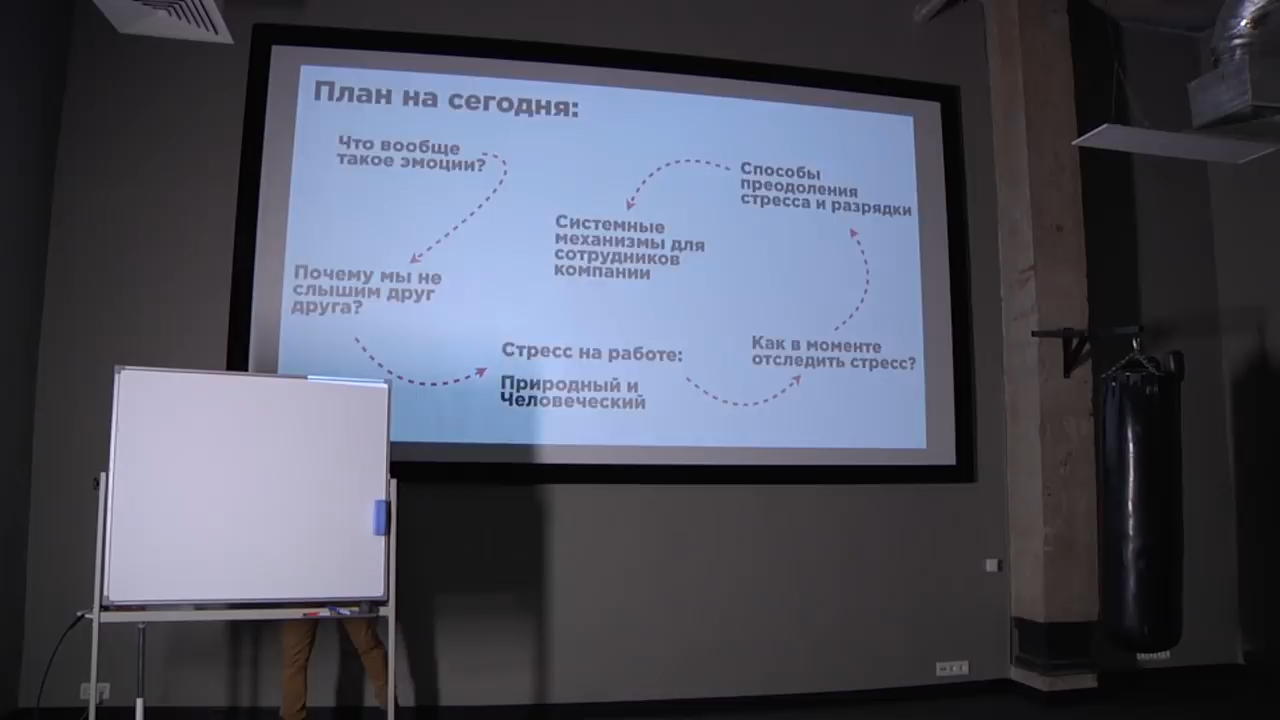 План на сегодня:
Что вообще
такое эмоции?
Почему мы не
слышим друг
друга?
Стресс на работе:
Природный и
Человеческий
Как в моменте
отследить стресс?
Способы
преодоления
стресса и разрядки
Системные
механизмы для
сотрудников
компании